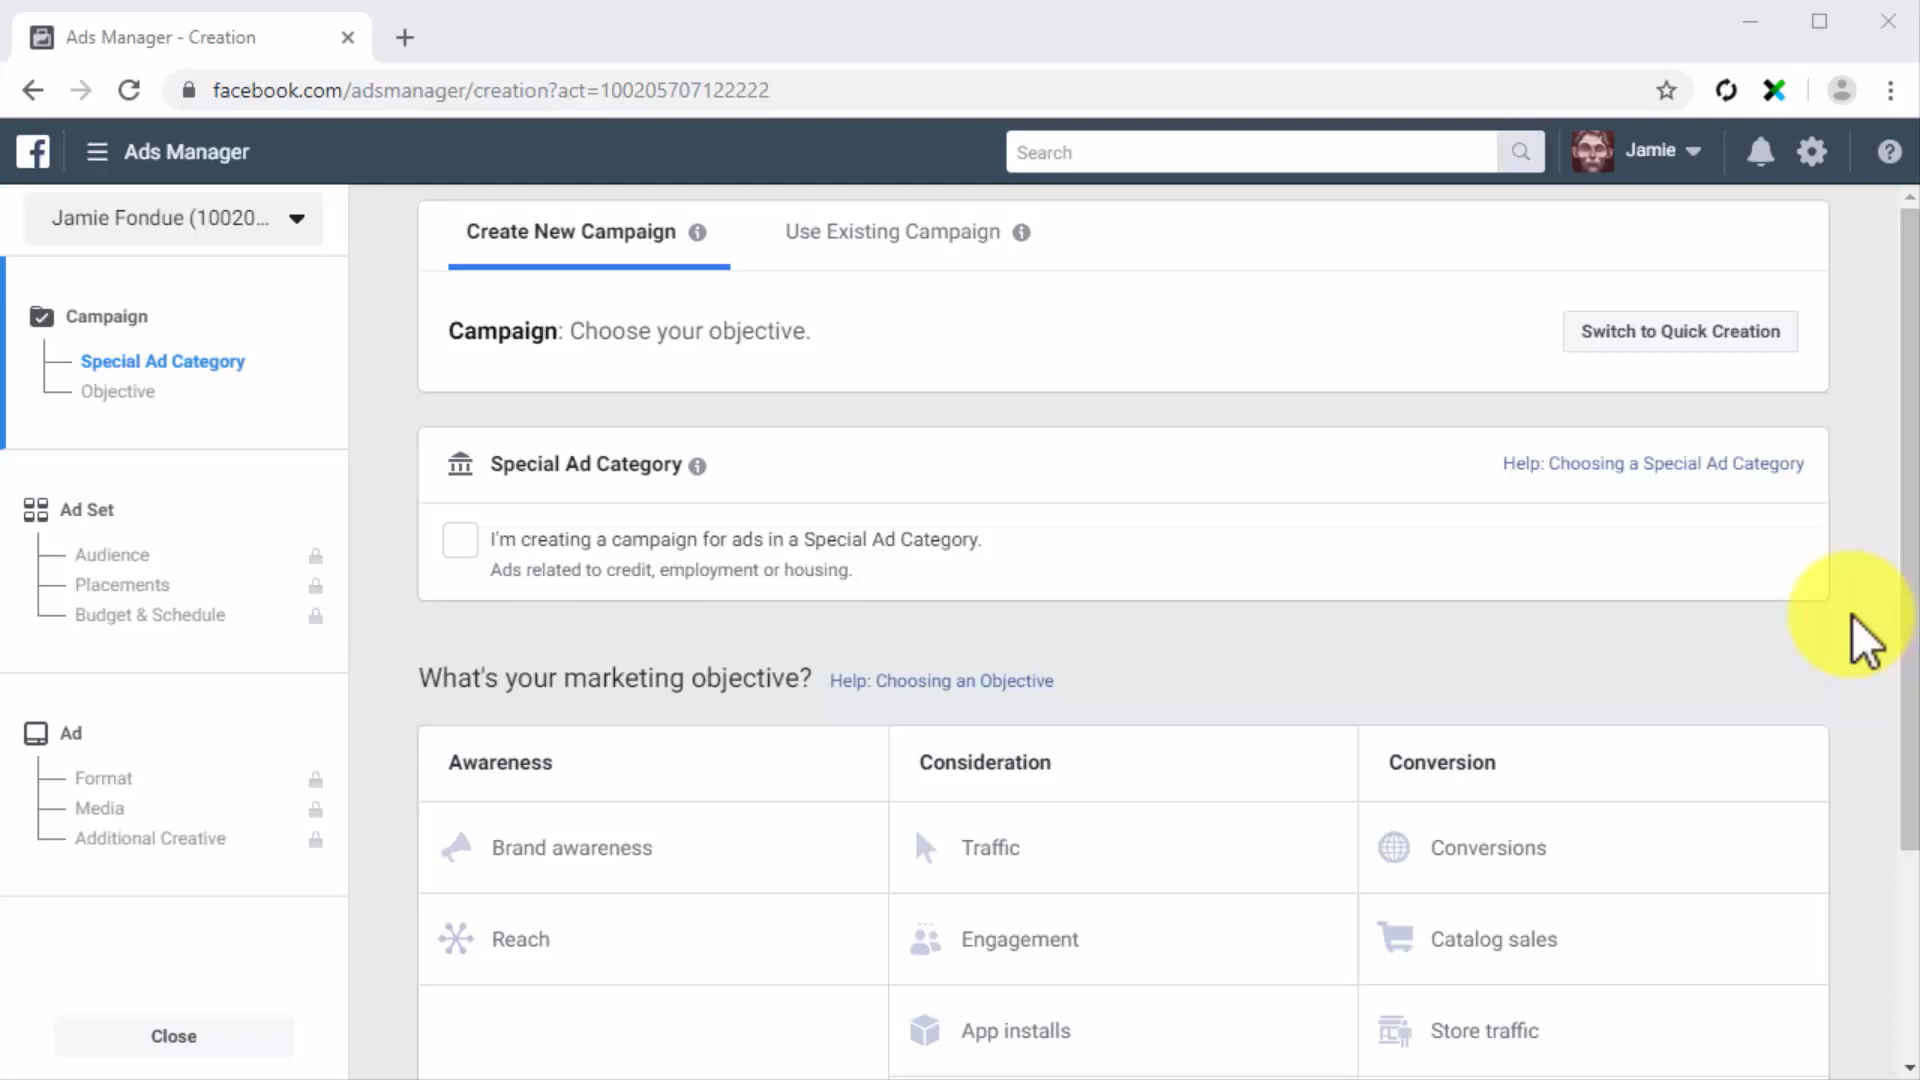 Ads Manager - Creation
facebook.com/adsmanager/creation?act=100205707122222
Ads Manager
Search
Jamie
Jamie Fondue (10020...
Campaign
Special Ad Category
Objective
Ad Set
Audience
Placements
Budget & Schedule
Ad
Format
Media
Additional Creative
Close
Create New Campaign
Use Existing Campaign
Campaign: Choose your objective.
Switch to Quick Creation
Special Ad Category
Help: Choosing a Special Ad Category
I'm creating a campaign for ads in a Special Ad Category.
Ads related to credit, employment or housing.
What's your marketing objective? Help: Choosing an Objective
Awareness
Consideration
Conversion
Brand awareness
Traffic
Conversions
Reach
Engagement
Catalog sales
App installs
Store traffic